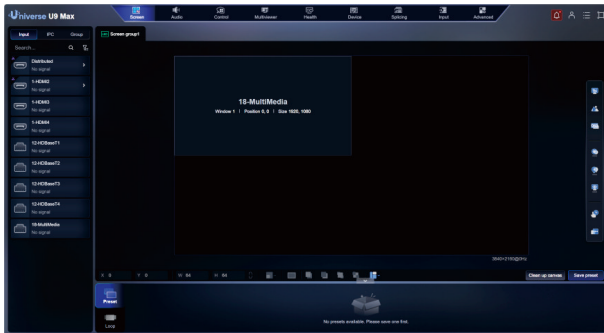 Universe U9 Max
Screen
Audio
Control
Multiviewer
Health
Device
Splicing
Input
Advanced
Input
IPC
Group
Search...
Screen group1
Distributed
No signal
1-HDMI2
No signal
1-HDMI3
No signal
1-HDMI4
No signal
12-HDBaseT1
No signal
12-HDBaseT2
No signal
12-HDBaseT3
No signal
12-HDBaseT4
No signal
18-MultiMedia
No signal
18-MultiMedia
Window 1 | Position 0, 0 | Size 1920, 1080
3840×2160@0Hz
X 0
Y 0
W 64
H 64
Clean up canvas
Save preset
Preset
Loop
No presets available. Please save one first.